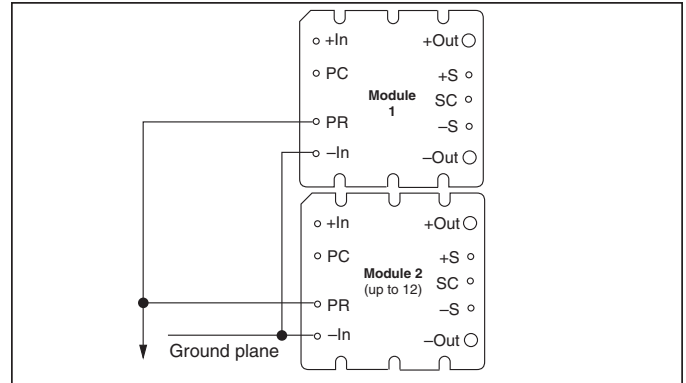 +In +Out
PC +S
Module
1
SC
PR –S
–In –Out
+In +Out
PC +S
Module 2
(up to 12)
SC
PR –S
–In –Out
Ground plane